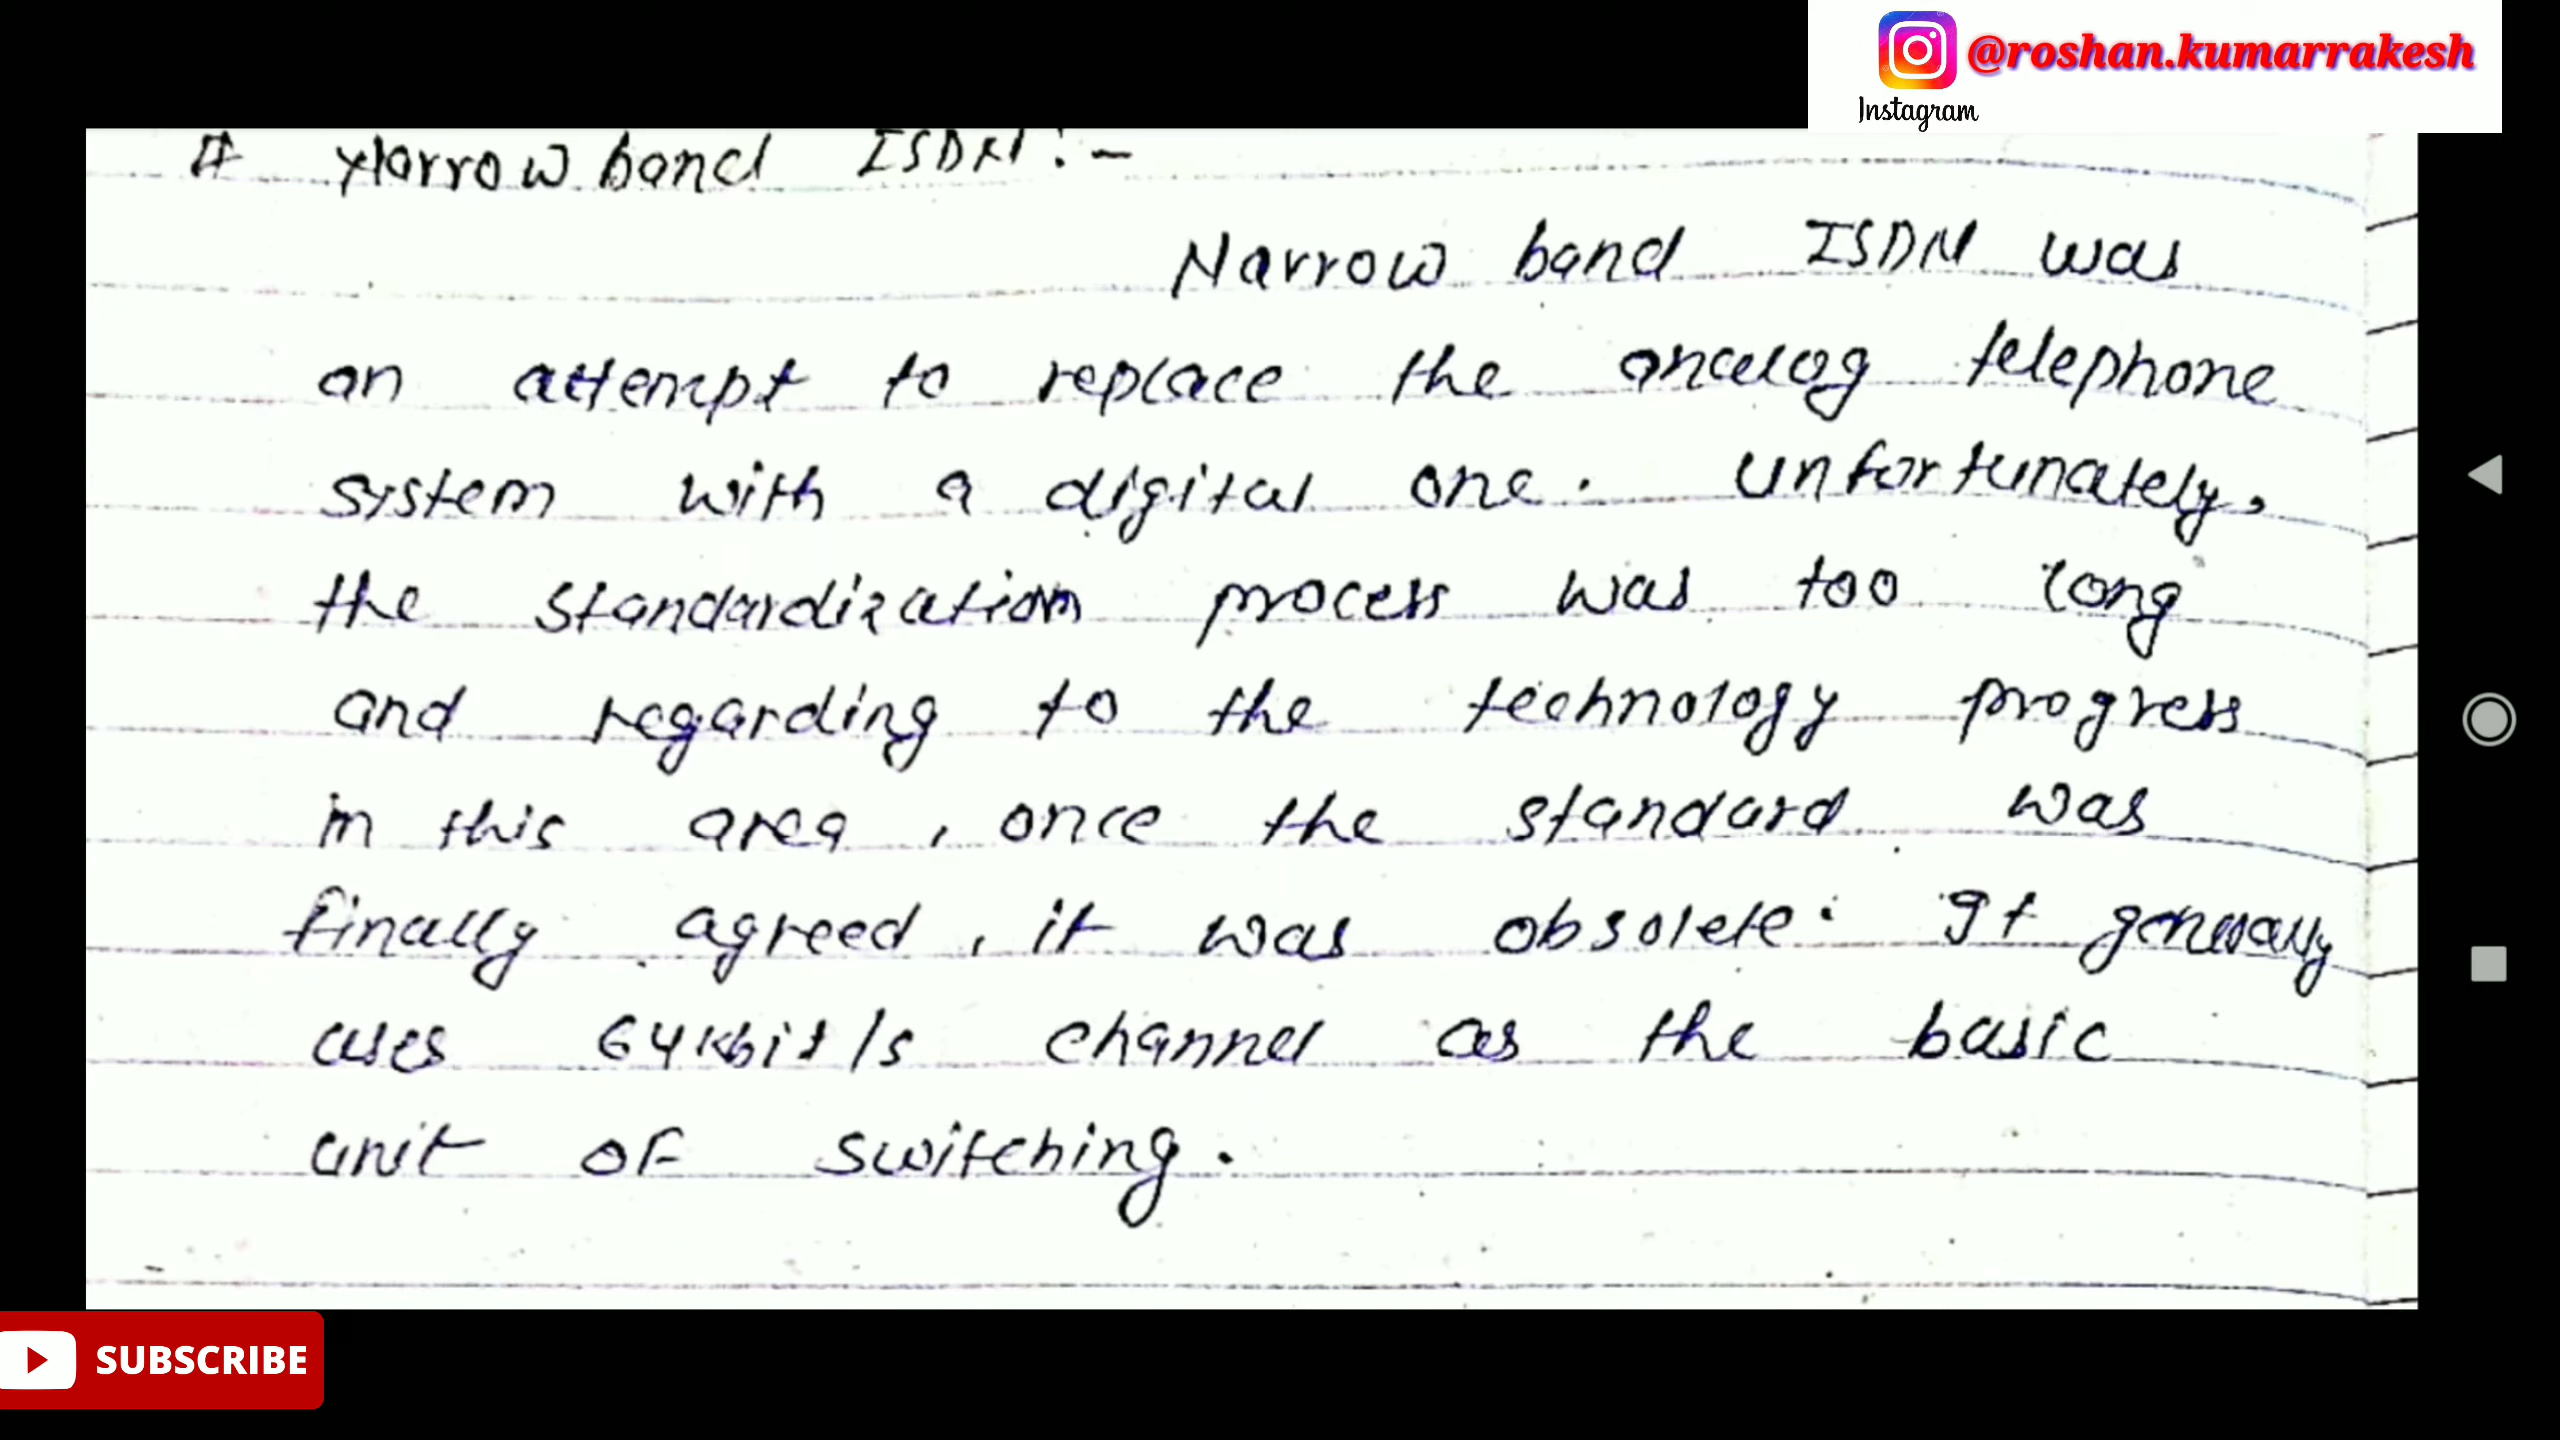 @roshan.kumarrakesh
Instagram
# Narrow band ISDN :-
Narrow band ISDN was
an attempt to replace the analog telephone
system with a digital one. unfortunately,
the standardization process was too long
and regarding to the technology progress
in this area, once the standard was
finally agreed, it was obsolete. It generally
uses 64kbit/s channel as the basic
unit of switching.
SUBSCRIBE